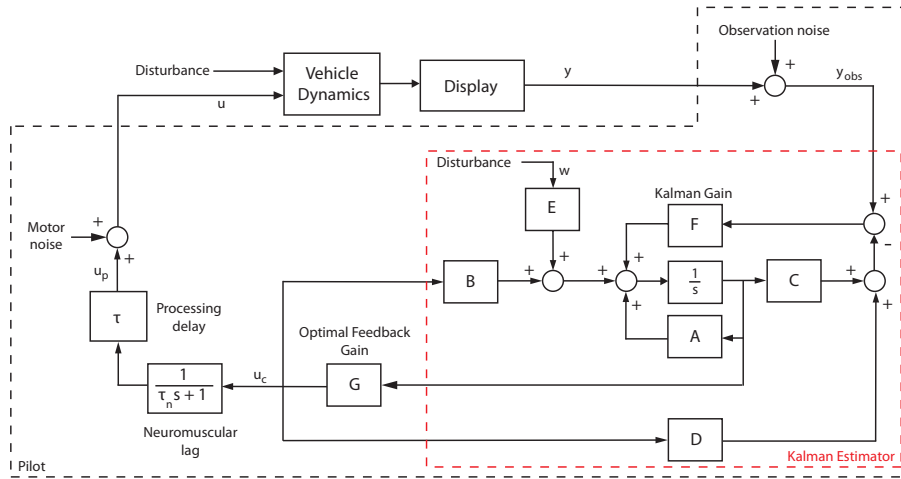 Observation noise
+
Disturbance
Vehicle
Dynamics
Display
y
+
y_obs
u
Disturbance
w
E
Kalman Gain
F
+
-
Motor
noise
+
+
u_p
B
+
+
+
+
+
1/s
C
+
+
A
τ
Processing
delay
Optimal Feedback
Gain
1/(τ_n s + 1)
u_c
G
Neuromuscular
lag
D
Pilot
Kalman Estimator